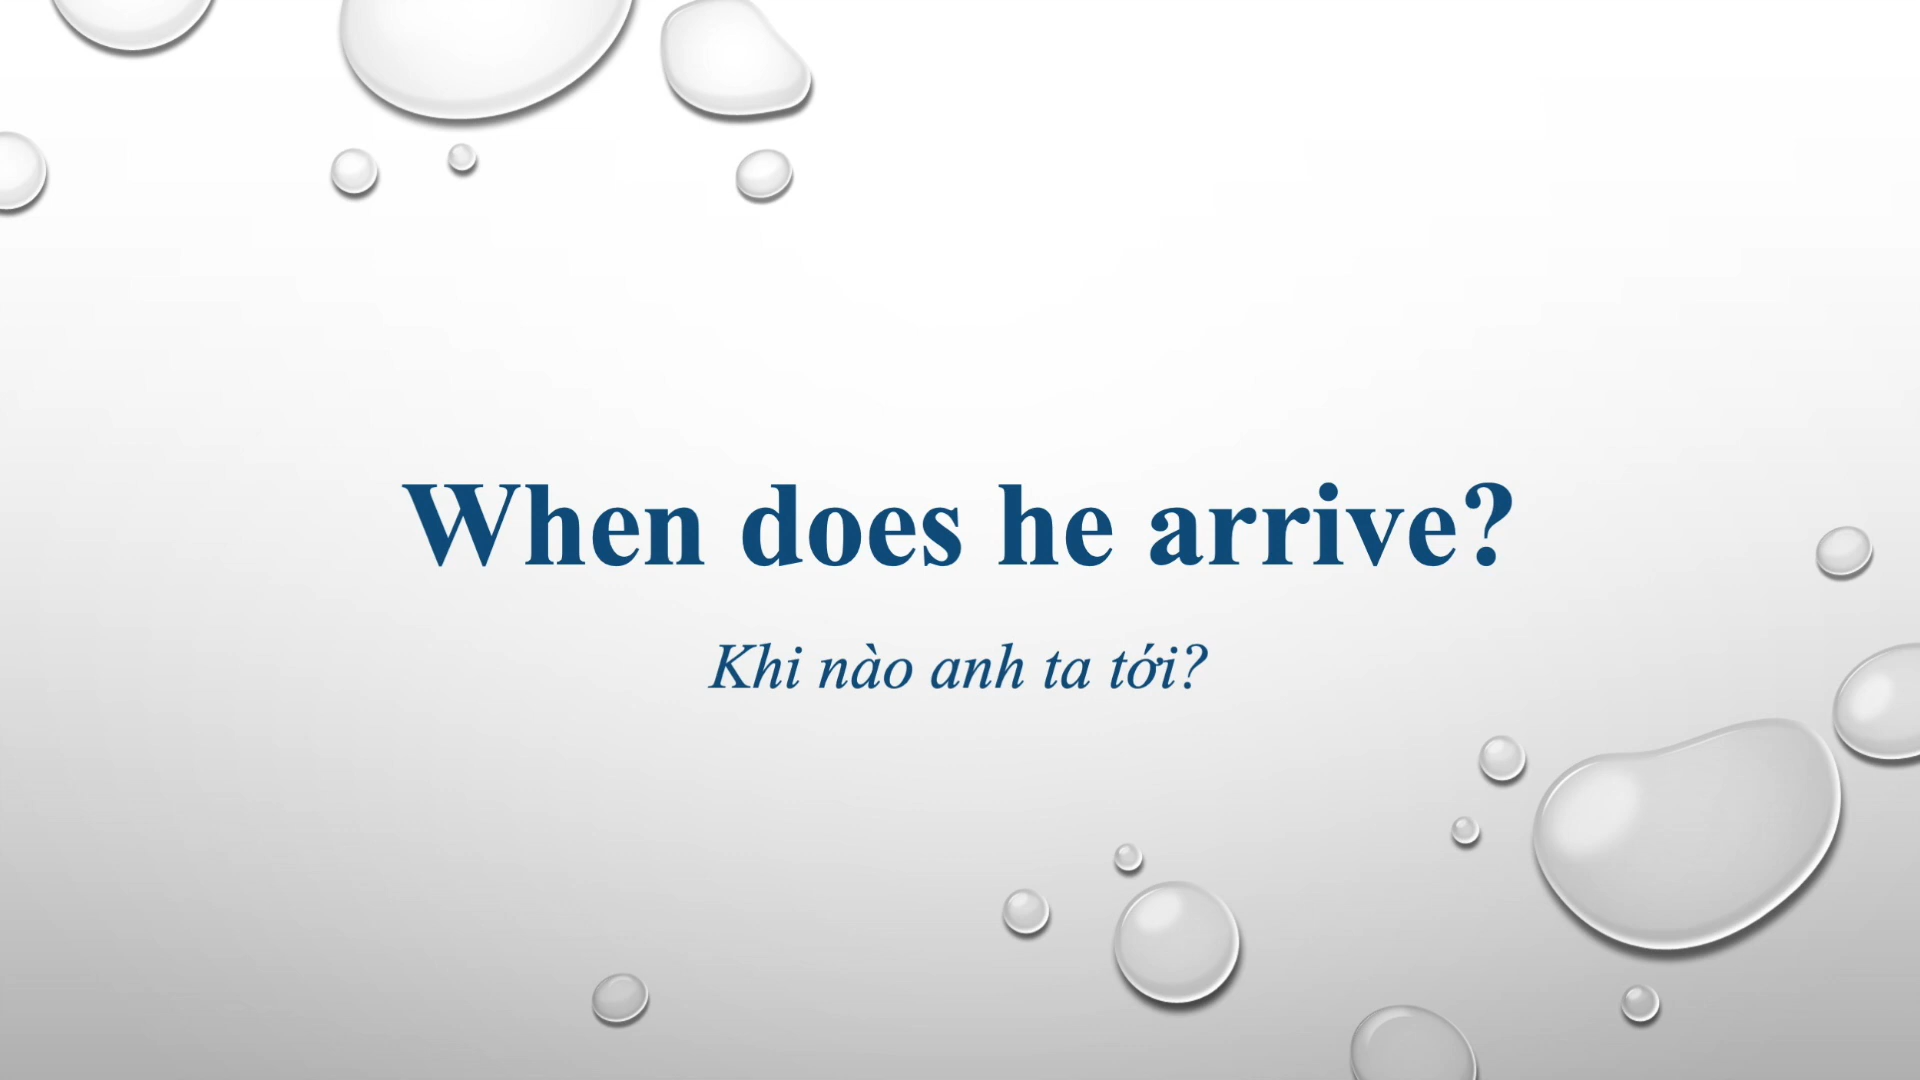 When does he arrive?
Khi nào anh ta tới?